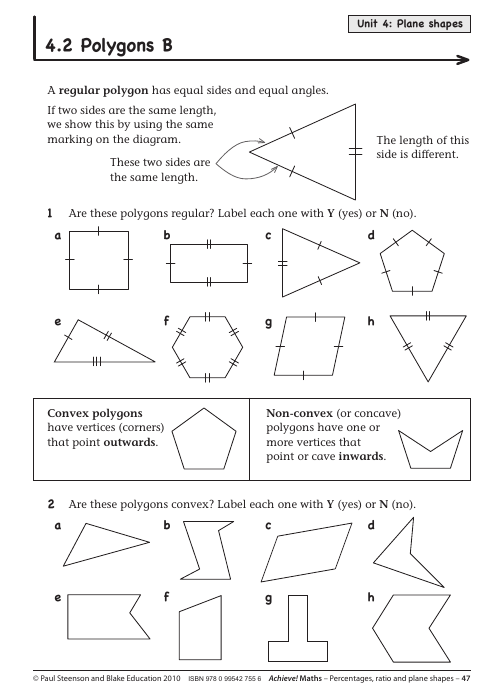 Unit 4: Plane shapes
4.2 Polygons B
A regular polygon has equal sides and equal angles.
If two sides are the same length,
we show this by using the same
marking on the diagram.
These two sides are
the same length.
The length of this
side is different.
1 Are these polygons regular? Label each one with Y (yes) or N (no).
a b c d
e f g h
Convex polygons
have vertices (corners)
that point outwards.
Non-convex (or concave)
polygons have one or
more vertices that
point or cave inwards.
2 Are these polygons convex? Label each one with Y (yes) or N (no).
a b c d
e f g h
© Paul Steenson and Blake Education 2010 ISBN 978 0 99542 755 6 Achieve! Maths – Percentages, ratio and plane shapes – 47